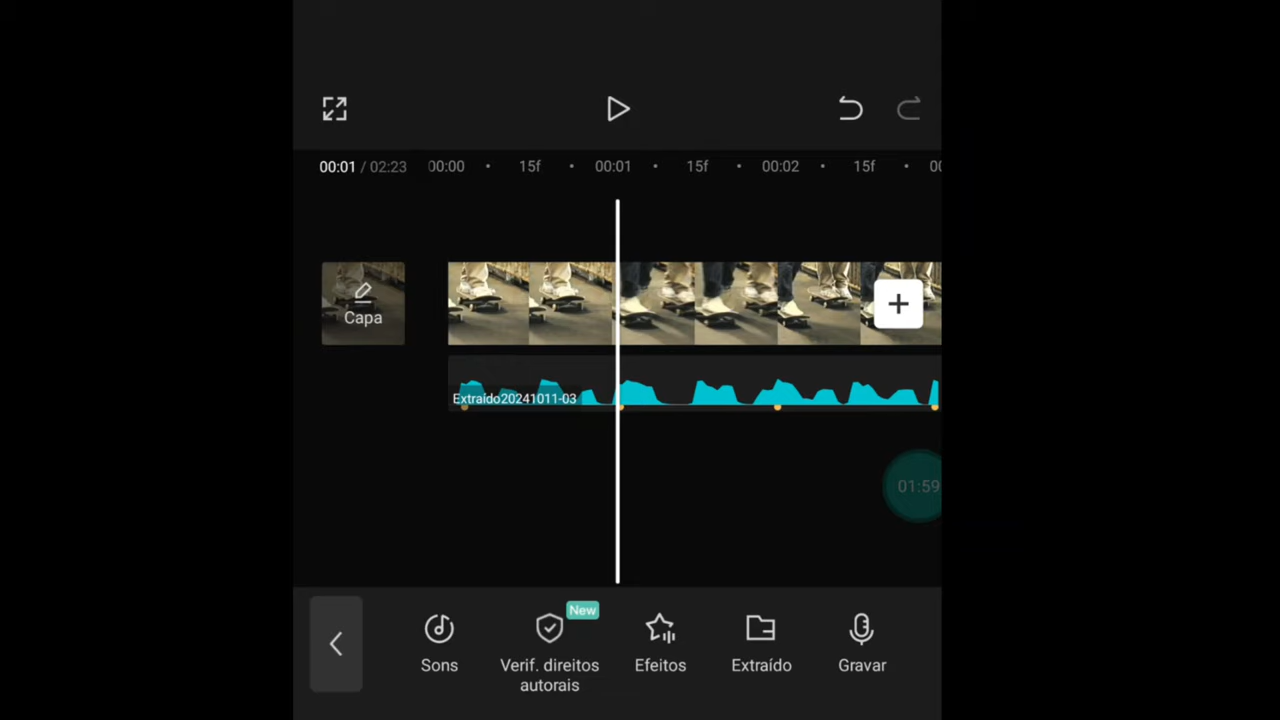 00:01 / 02:23 00:00 15f 00:01 15f 00:02 15f
Capa
Extraído20241011-03
01:59
New
Sons
Verif. direitos
autorais
Efeitos
Extraído
Gravar